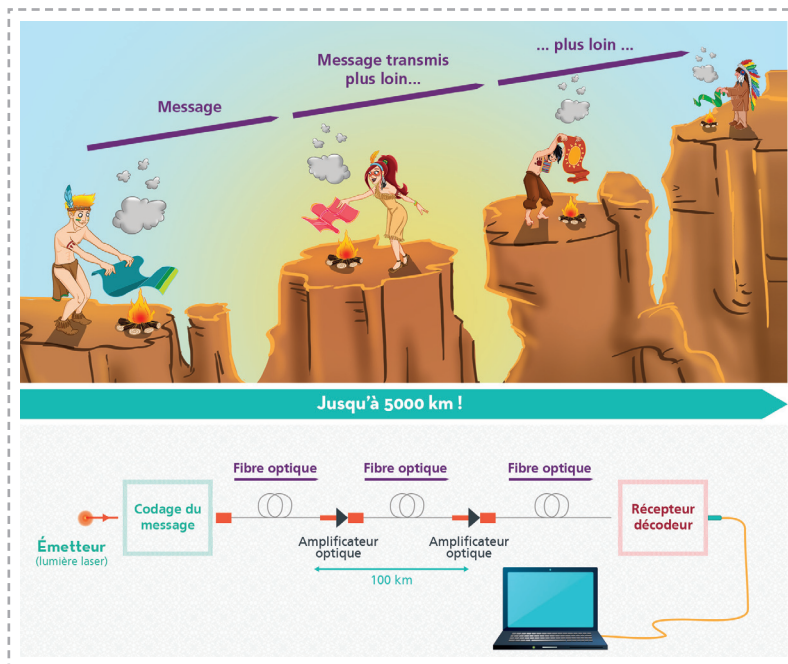 Message
Message transmis
plus loin...
... plus loin ...
Jusqu'à 5000 km !
Fibre optique
Fibre optique
Fibre optique
Codage du
message
Récepteur
décodeur
Émetteur
(lumière laser)
Amplificateur
optique
Amplificateur
optique
100 km